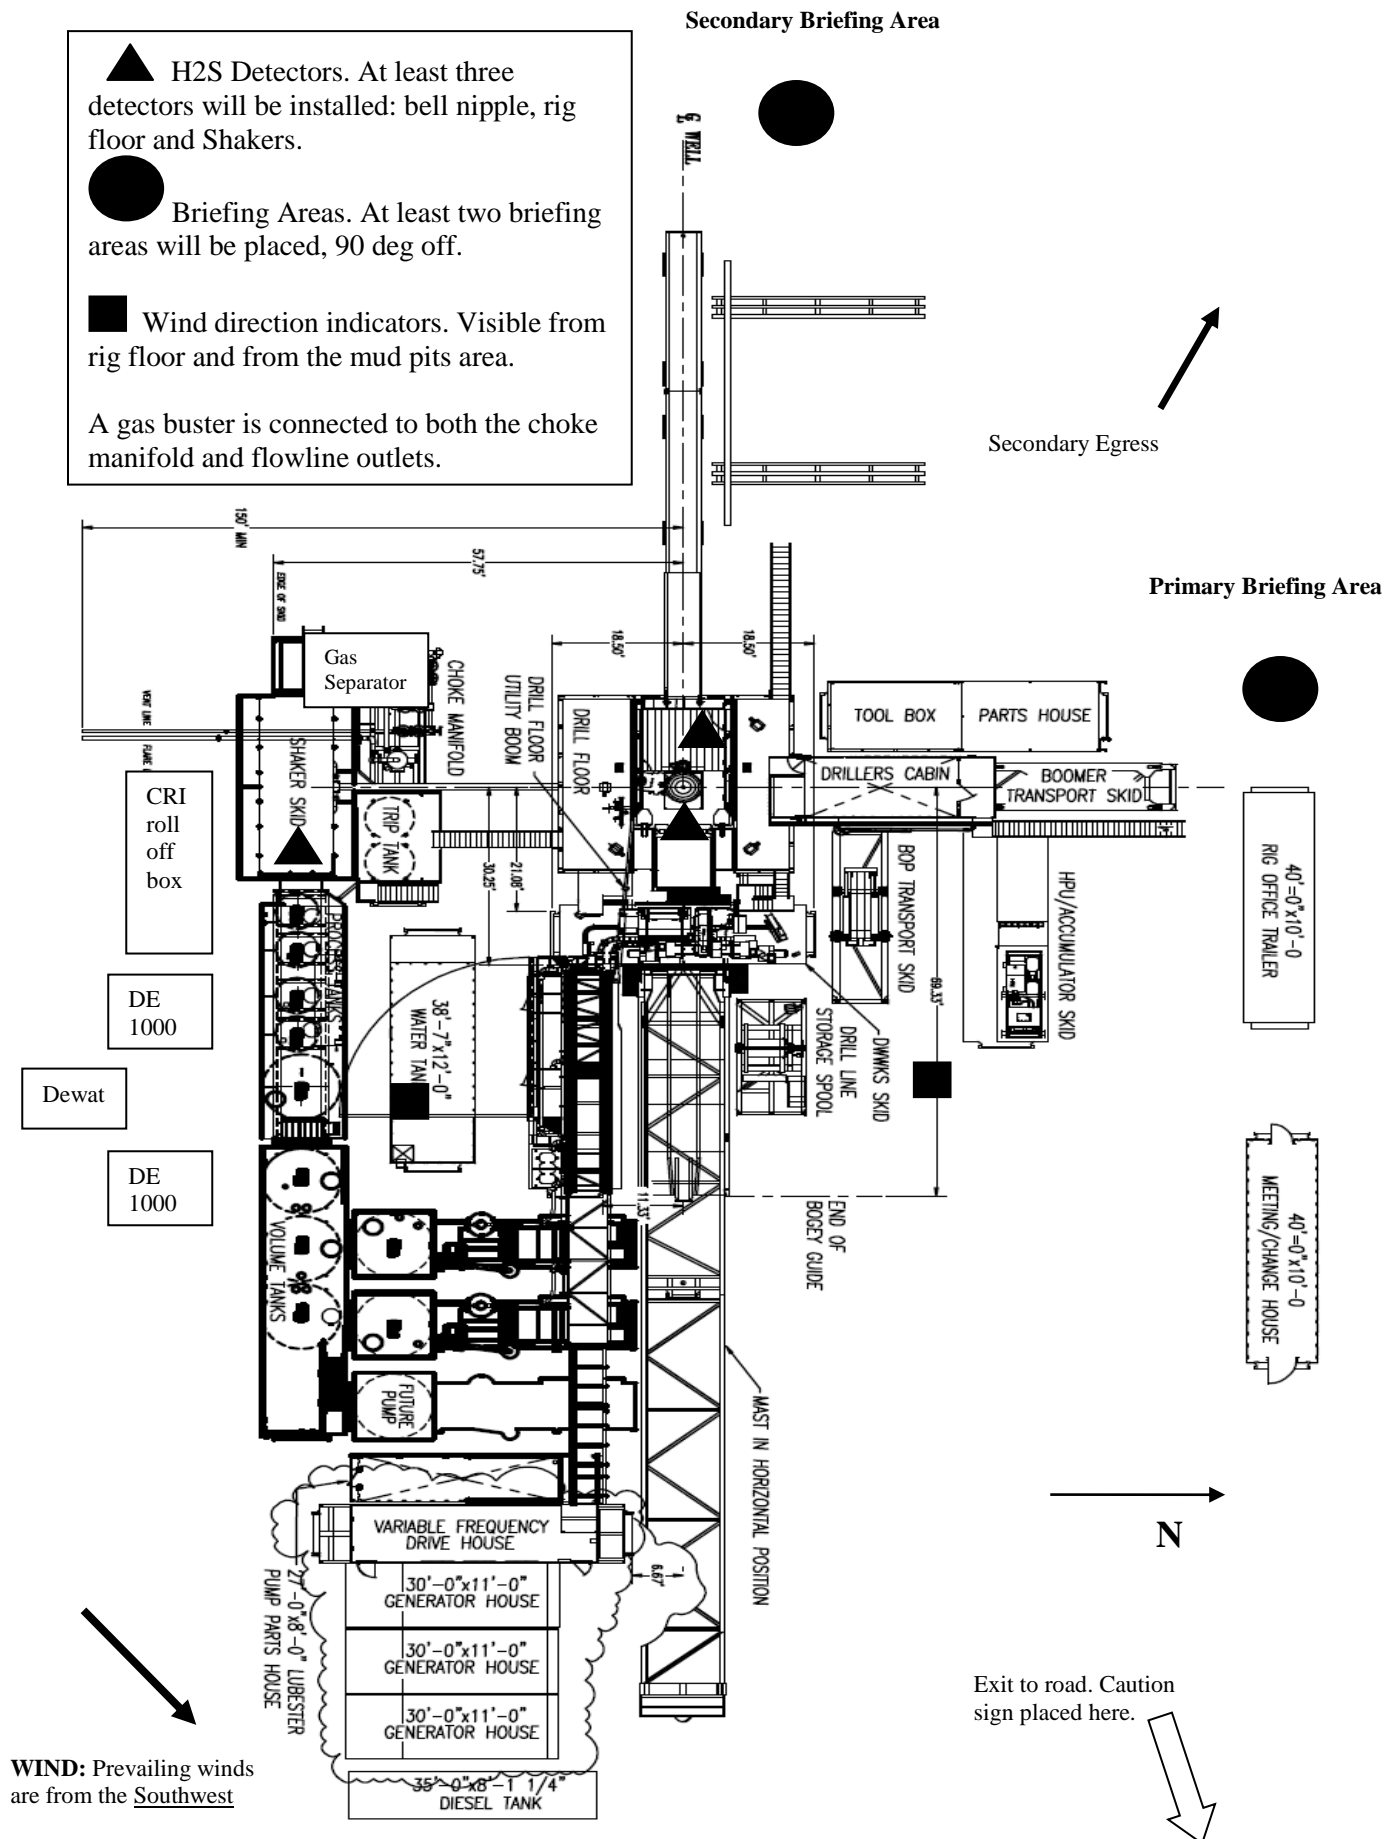 Secondary Briefing Area
H2S Detectors. At least three
detectors will be installed: bell nipple, rig
floor and Shakers.
Briefing Areas. At least two briefing
areas will be placed, 90 deg off.
Wind direction indicators. Visible from
rig floor and from the mud pits area.
A gas buster is connected to both the choke
manifold and flowline outlets.
℄ WELL
Secondary Egress
150' MIN
57.75'
EDGE OF SKID
Primary Briefing Area
18.50'
18.50'
Gas
Separator
CHOKE MANIFOLD
DRILL FLOOR
UTILITY BOOM
DRILL FLOOR
TOOL BOX
PARTS HOUSE
VENT LINE
FLARE
SHAKER SKID
DRILLERS CABIN
BOOMER
TRANSPORT SKID
CRI
roll
off
box
TRIP TANK
30.25'
21.08'
BOP TRANSPORT SKID
HPU/ACCUMULATOR SKID
40'=0"x10'-0
RIG OFFICE TRAILER
TANKS
DE
1000
38'-7"x12'-0"
WATER TANK
69.33'
DRILL LINE
STORAGE SPOOL
DWWKS SKID
Dewat
DE
1000
VOLUME TANKS
11.33'
END OF
BOGEY GUIDE
40'=0"x10'-0
MEETING/CHANGE HOUSE
FUTURE
PUMP
MAST IN HORIZONTAL POSITION
N
VARIABLE FREQUENCY
DRIVE HOUSE
6.67'
27'-0"x8'-0" LUBESTER
PUMP PARTS HOUSE
30'-0"x11'-0"
GENERATOR HOUSE
30'-0"x11'-0"
GENERATOR HOUSE
30'-0"x11'-0"
GENERATOR HOUSE
Exit to road. Caution
sign placed here.
WIND: Prevailing winds
are from the Southwest
35'-0"x8'-1 1/4"
DIESEL TANK